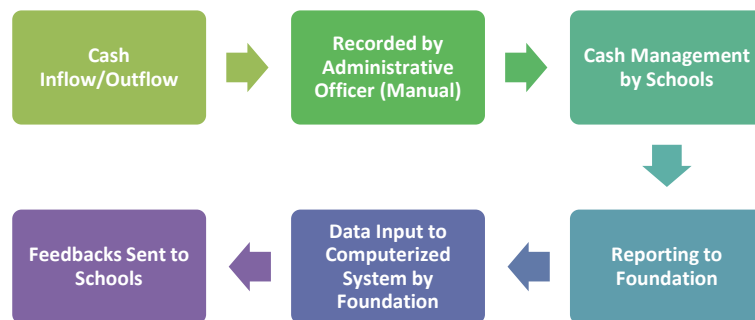 Cash
Inflow/Outflow
Recorded by
Administrative
Officer (Manual)
Cash Management
by Schools
Reporting to
Foundation
Data Input to
Computerized
System by
Foundation
Feedbacks Sent to
Schools